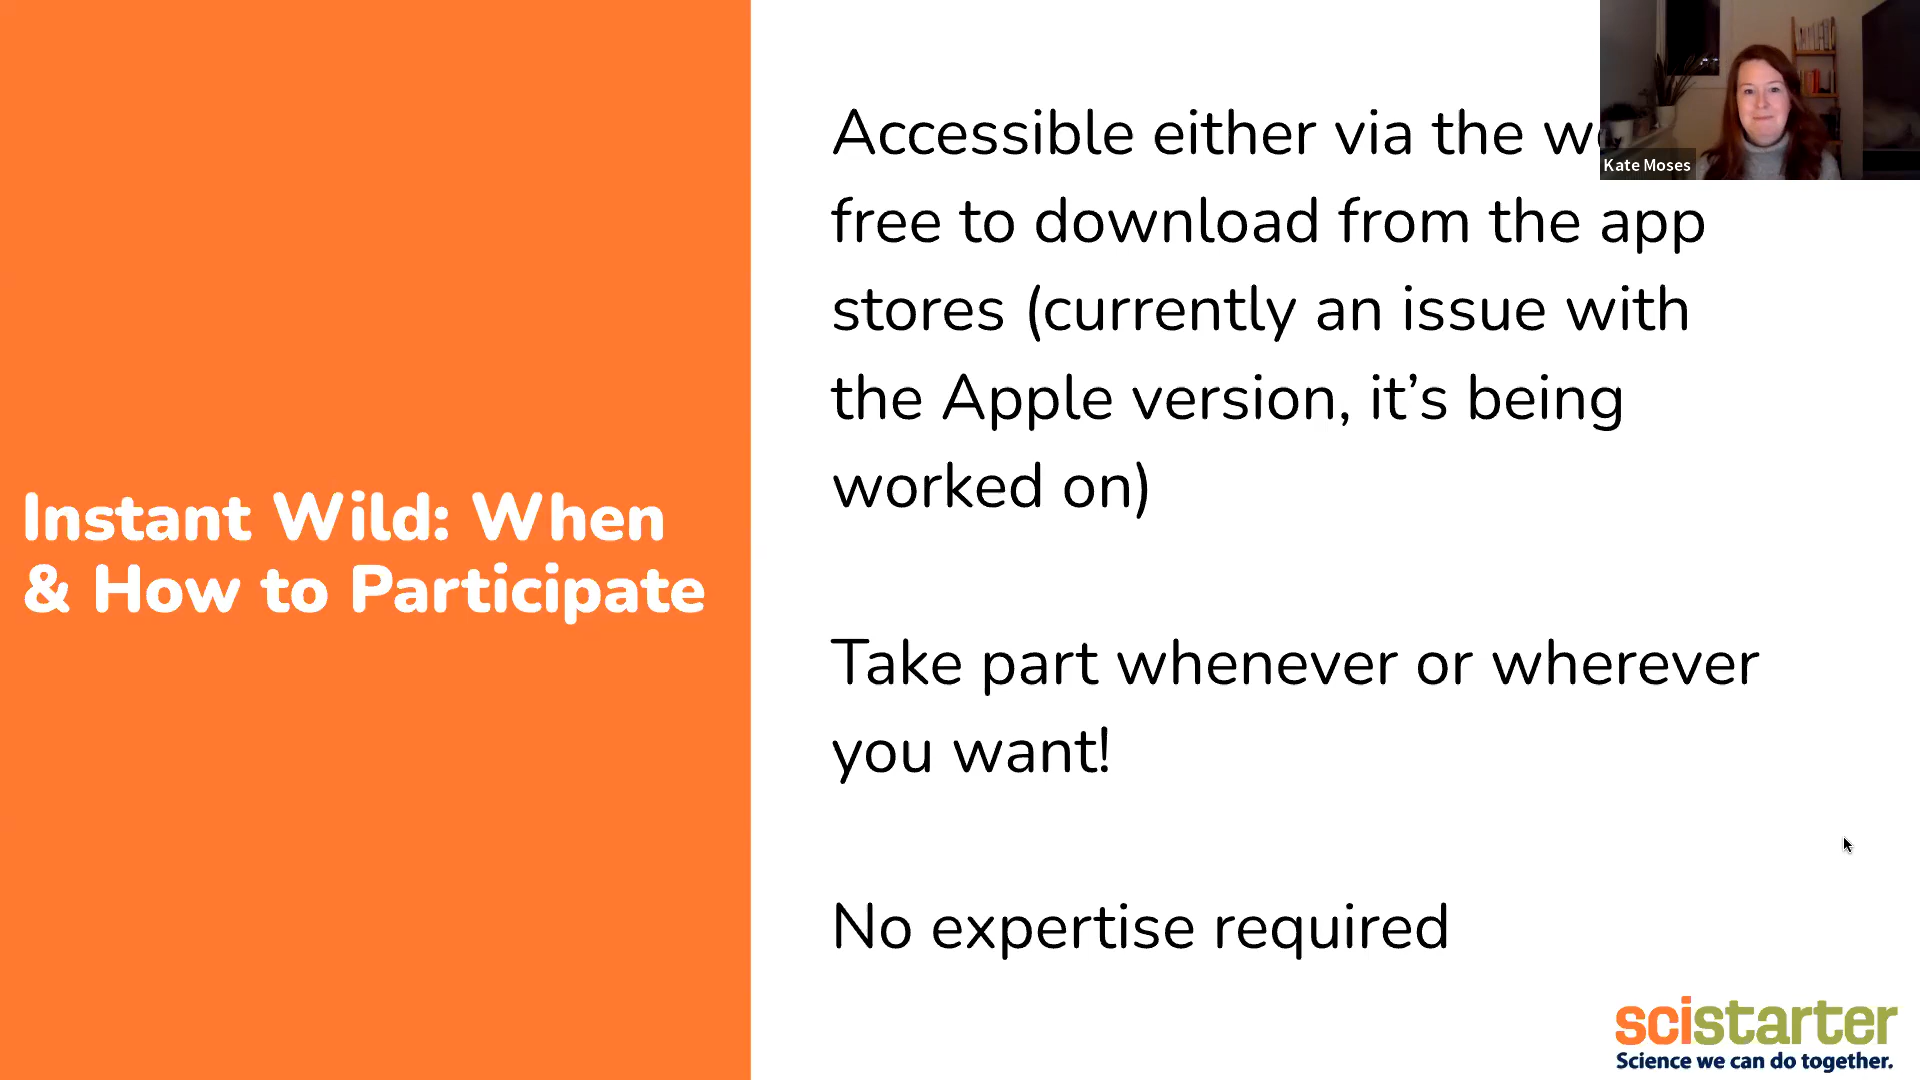 Instant Wild: When
& How to Participate
Accessible either via the
free to download from the app
stores (currently an issue with
the Apple version, it’s being
worked on)
Take part whenever or wherever
you want!
No expertise required
Kate Moses
scistarter
Science we can do together.